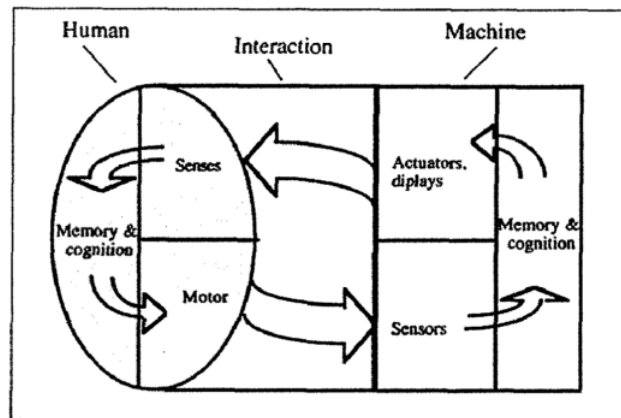 Human
Interaction
Machine
Senses
Actuators,
diplays
Memory &
cognition
Memory &
cognition
Motor
Sensors